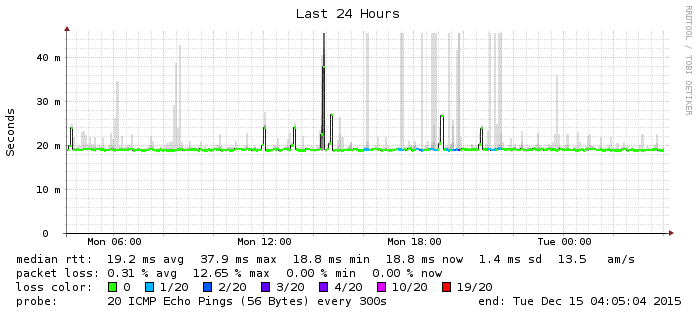 Last 24 Hours
RRDTOOL / TOBI OETIKER
Seconds
40 m
30 m
20 m
10 m
0
Mon 06:00 Mon 12:00 Mon 18:00 Tue 00:00
median rtt: 19.2 ms avg 37.9 ms max 18.8 ms min 18.8 ms now 1.4 ms sd 13.5 am/s
packet loss: 0.31 % avg 12.65 % max 0.00 % min 0.00 % now
loss color: 0 1/20 2/20 3/20 4/20 10/20 19/20
probe: 20 ICMP Echo Pings (56 Bytes) every 300s end: Tue Dec 15 04:05:04 2015